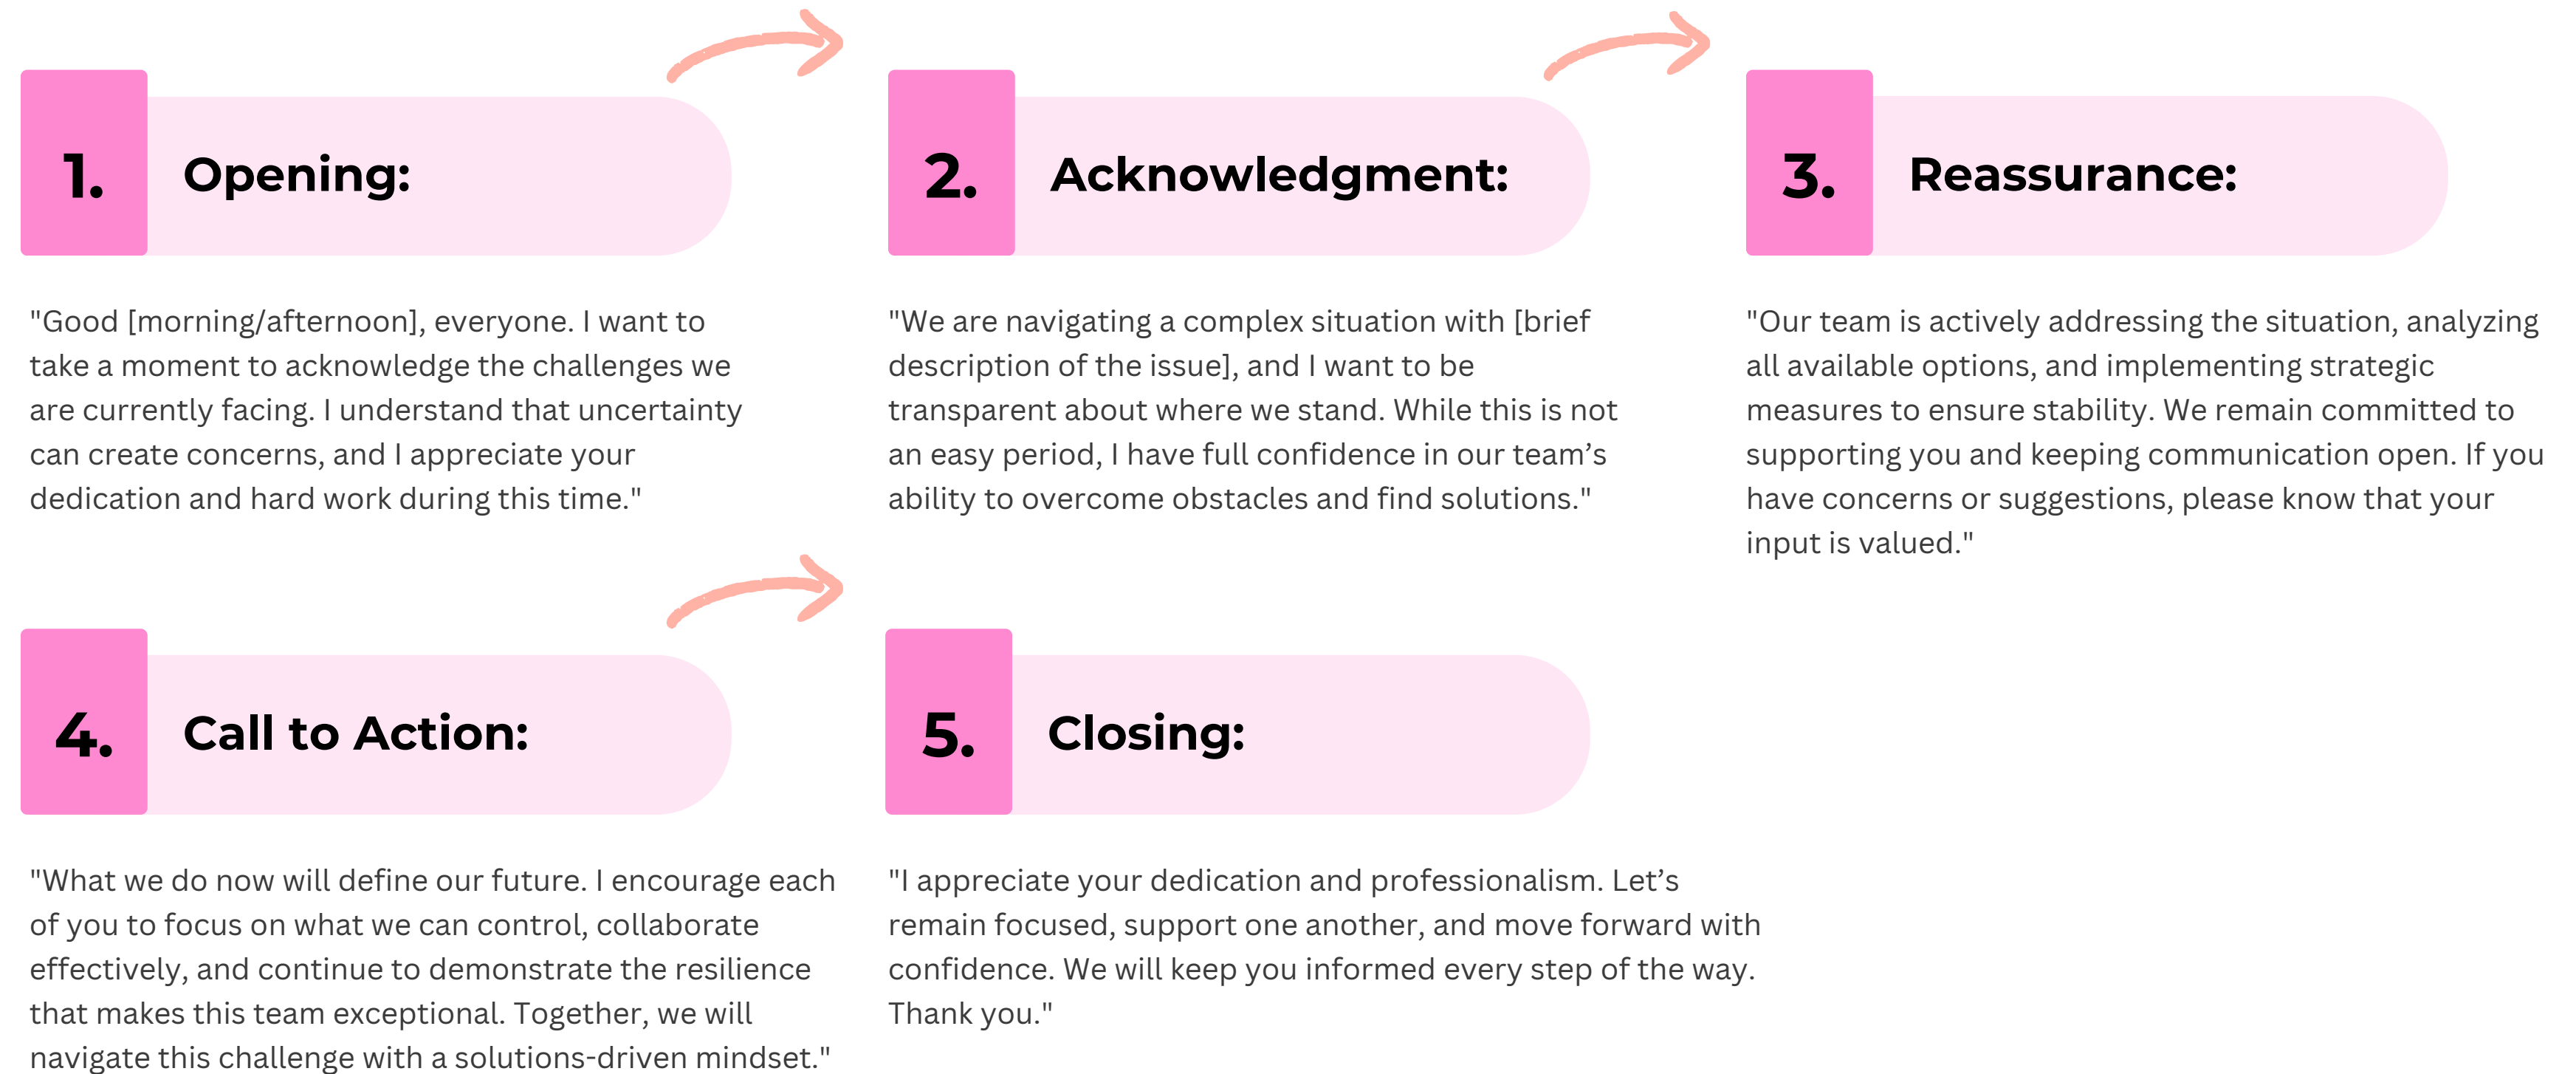 1.
Opening:
"Good [morning/afternoon], everyone. I want to
take a moment to acknowledge the challenges we
are currently facing. I understand that uncertainty
can create concerns, and I appreciate your
dedication and hard work during this time."
2.
Acknowledgment:
"We are navigating a complex situation with [brief
description of the issue], and I want to be
transparent about where we stand. While this is not
an easy period, I have full confidence in our team’s
ability to overcome obstacles and find solutions."
3.
Reassurance:
"Our team is actively addressing the situation, analyzing
all available options, and implementing strategic
measures to ensure stability. We remain committed to
supporting you and keeping communication open. If you
have concerns or suggestions, please know that your
input is valued."
4.
Call to Action:
"What we do now will define our future. I encourage each
of you to focus on what we can control, collaborate
effectively, and continue to demonstrate the resilience
that makes this team exceptional. Together, we will
navigate this challenge with a solutions-driven mindset."
5.
Closing:
"I appreciate your dedication and professionalism. Let’s
remain focused, support one another, and move forward with
confidence. We will keep you informed every step of the way.
Thank you."